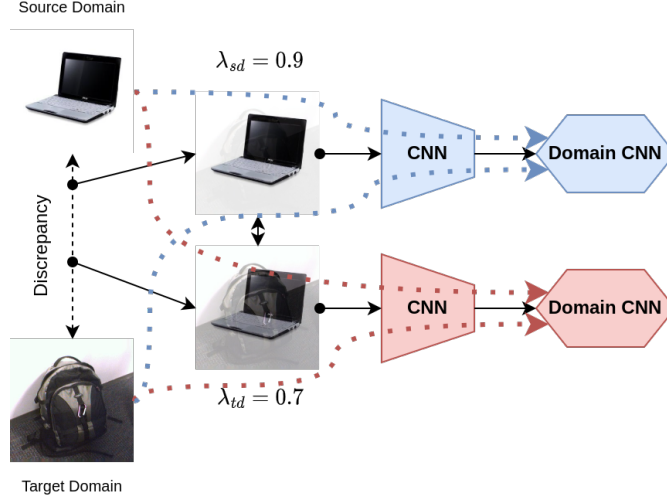 Source Domain
λ_sd = 0.9
CNN
Domain CNN
Discrepancy
CNN
Domain CNN
λ_td = 0.7
Target Domain